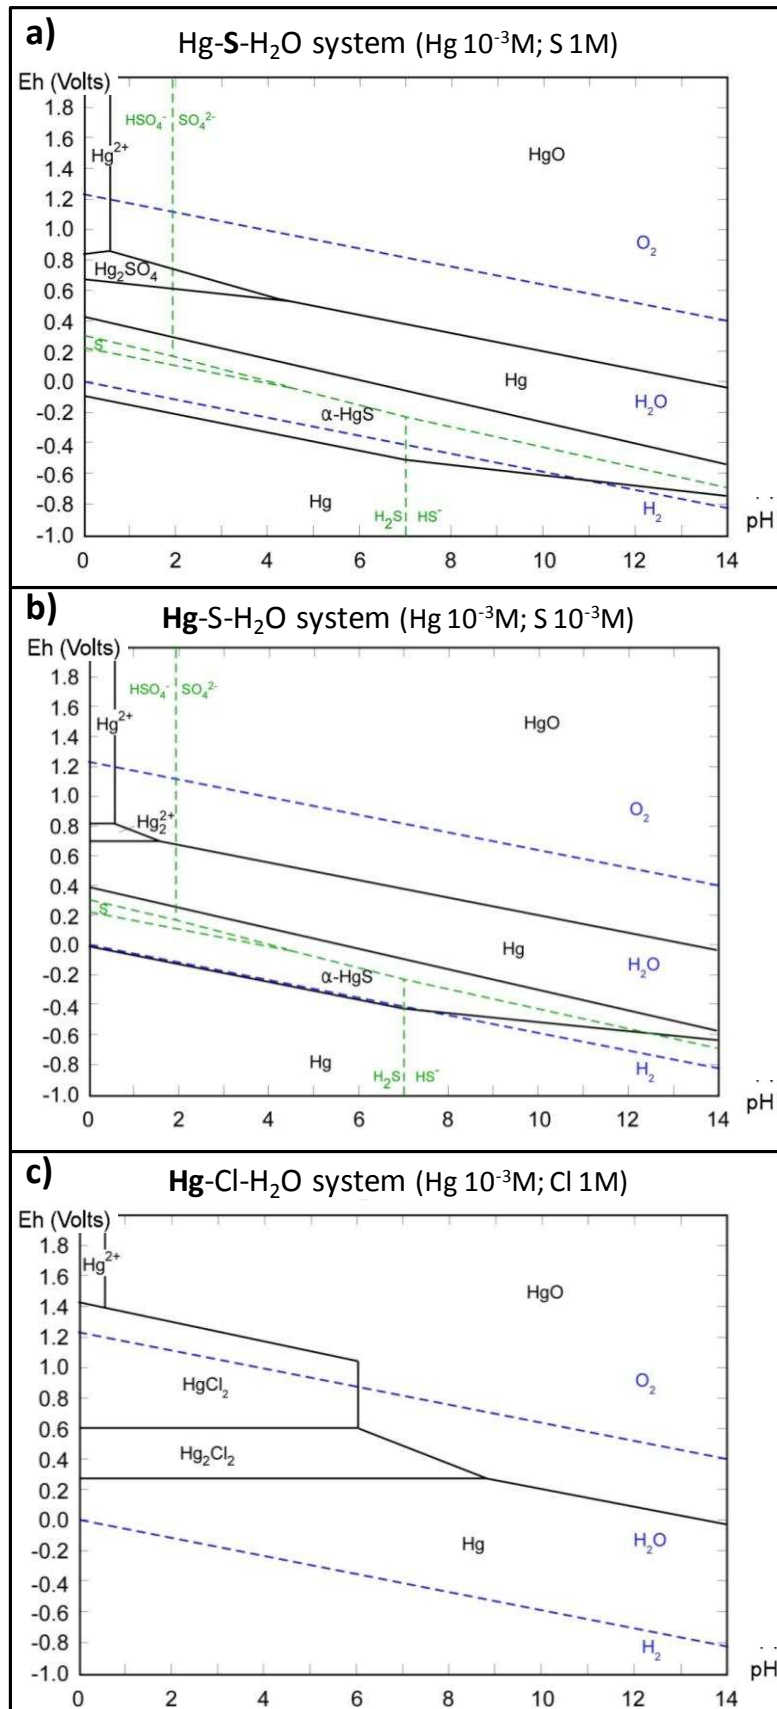 a)
Hg-S-H₂O system (Hg 10⁻³M; S 1M)
Eh (Volts)
1.8
1.6
1.4
1.2
1.0
0.8
0.6
0.4
0.2
0.0
-0.2
-0.4
-0.6
-0.8
-1.0
HSO₄⁻ SO₄²⁻
Hg²⁺
HgO
O₂
Hg₂SO₄
S
Hg
H₂O
α-HgS
Hg
H₂S HS⁻
H₂
pH
0 2 4 6 8 10 12 14
b)
Hg-S-H₂O system (Hg 10⁻³M; S 10⁻³M)
Eh (Volts)
1.8
1.6
1.4
1.2
1.0
0.8
0.6
0.4
0.2
0.0
-0.2
-0.4
-0.6
-0.8
-1.0
HSO₄⁻ SO₄²⁻
Hg²⁺
HgO
O₂
Hg₂²⁺
S
Hg
H₂O
α-HgS
Hg
H₂S HS⁻
H₂
pH
0 2 4 6 8 10 12 14
c)
Hg-Cl-H₂O system (Hg 10⁻³M; Cl 1M)
Eh (Volts)
1.8
1.6
1.4
1.2
1.0
0.8
0.6
0.4
0.2
0.0
-0.2
-0.4
-0.6
-0.8
-1.0
Hg²⁺
HgO
O₂
HgCl₂
Hg₂Cl₂
Hg
H₂O
H₂
pH
0 2 4 6 8 10 12 14